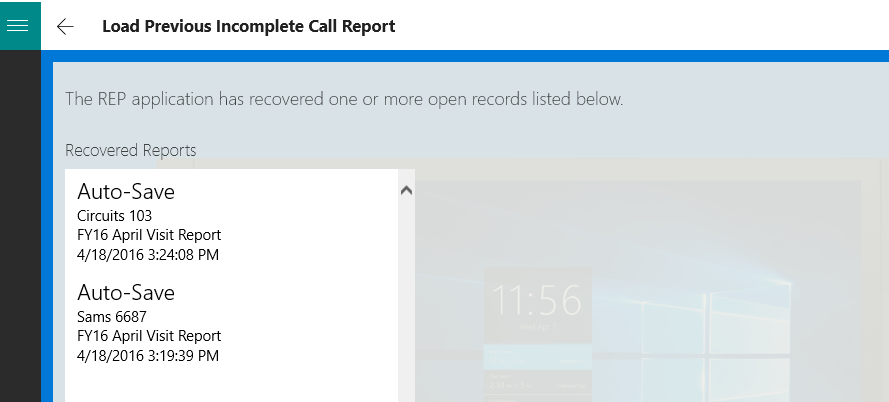 Load Previous Incomplete Call Report
The REP application has recovered one or more open records listed below.
Recovered Reports
Auto-Save
Circuits 103
FY16 April Visit Report
4/18/2016 3:24:08 PM
Auto-Save
Sams 6687
FY16 April Visit Report
4/18/2016 3:19:39 PM
11:56